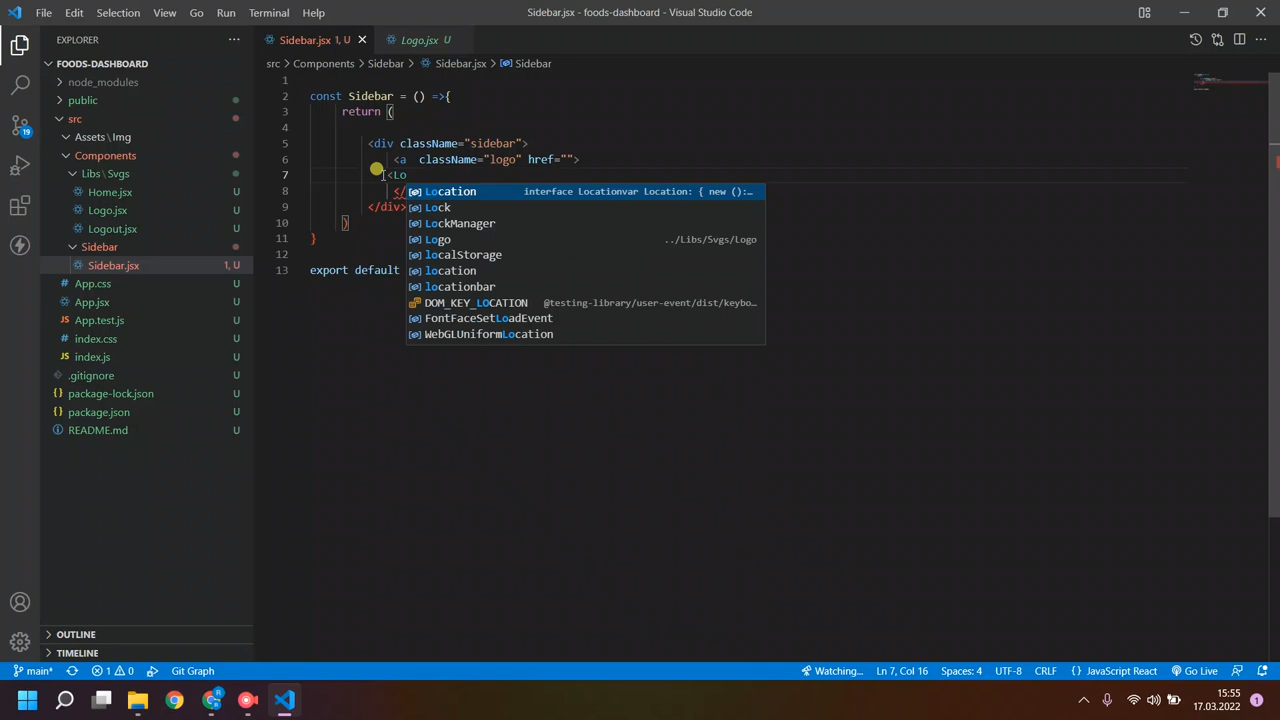 File Edit Selection View Go Run Terminal Help
Sidebar.jsx - foods-dashboard - Visual Studio Code
EXPLORER
FOODS-DASHBOARD
node_modules
public
src
Assets \ Img
Components
Libs \ Svgs
Home.jsx U
Logo.jsx U
Logout.jsx U
Sidebar
Sidebar.jsx 1, U
App.css U
App.jsx U
App.test.js U
index.css U
index.js U
.gitignore U
package-lock.json U
package.json U
README.md U
OUTLINE
TIMELINE
19
Sidebar.jsx 1, U
Logo.jsx U
src > Components > Sidebar > Sidebar.jsx > Sidebar
1
2 const Sidebar = () =>{
3 return (
4
5 <div className="sidebar">
6 <a className="logo" href="">
7 <Lo
8 </
9 </div>
10 )
11 }
12
13 export default
Location interface Locationvar Location: { new ():…
Lock
LockManager
Logo ../Libs/Svgs/Logo
localStorage
location
locationbar
DOM_KEY_LOCATION @testing-library/user-event/dist/keybo…
FontFaceSetLoadEvent
WebGLUniformLocation
main* 1 0 Git Graph
Watching... Ln 7, Col 16 Spaces: 4 UTF-8 CRLF {} JavaScript React Go Live
R
15:55
17.03.2022
1